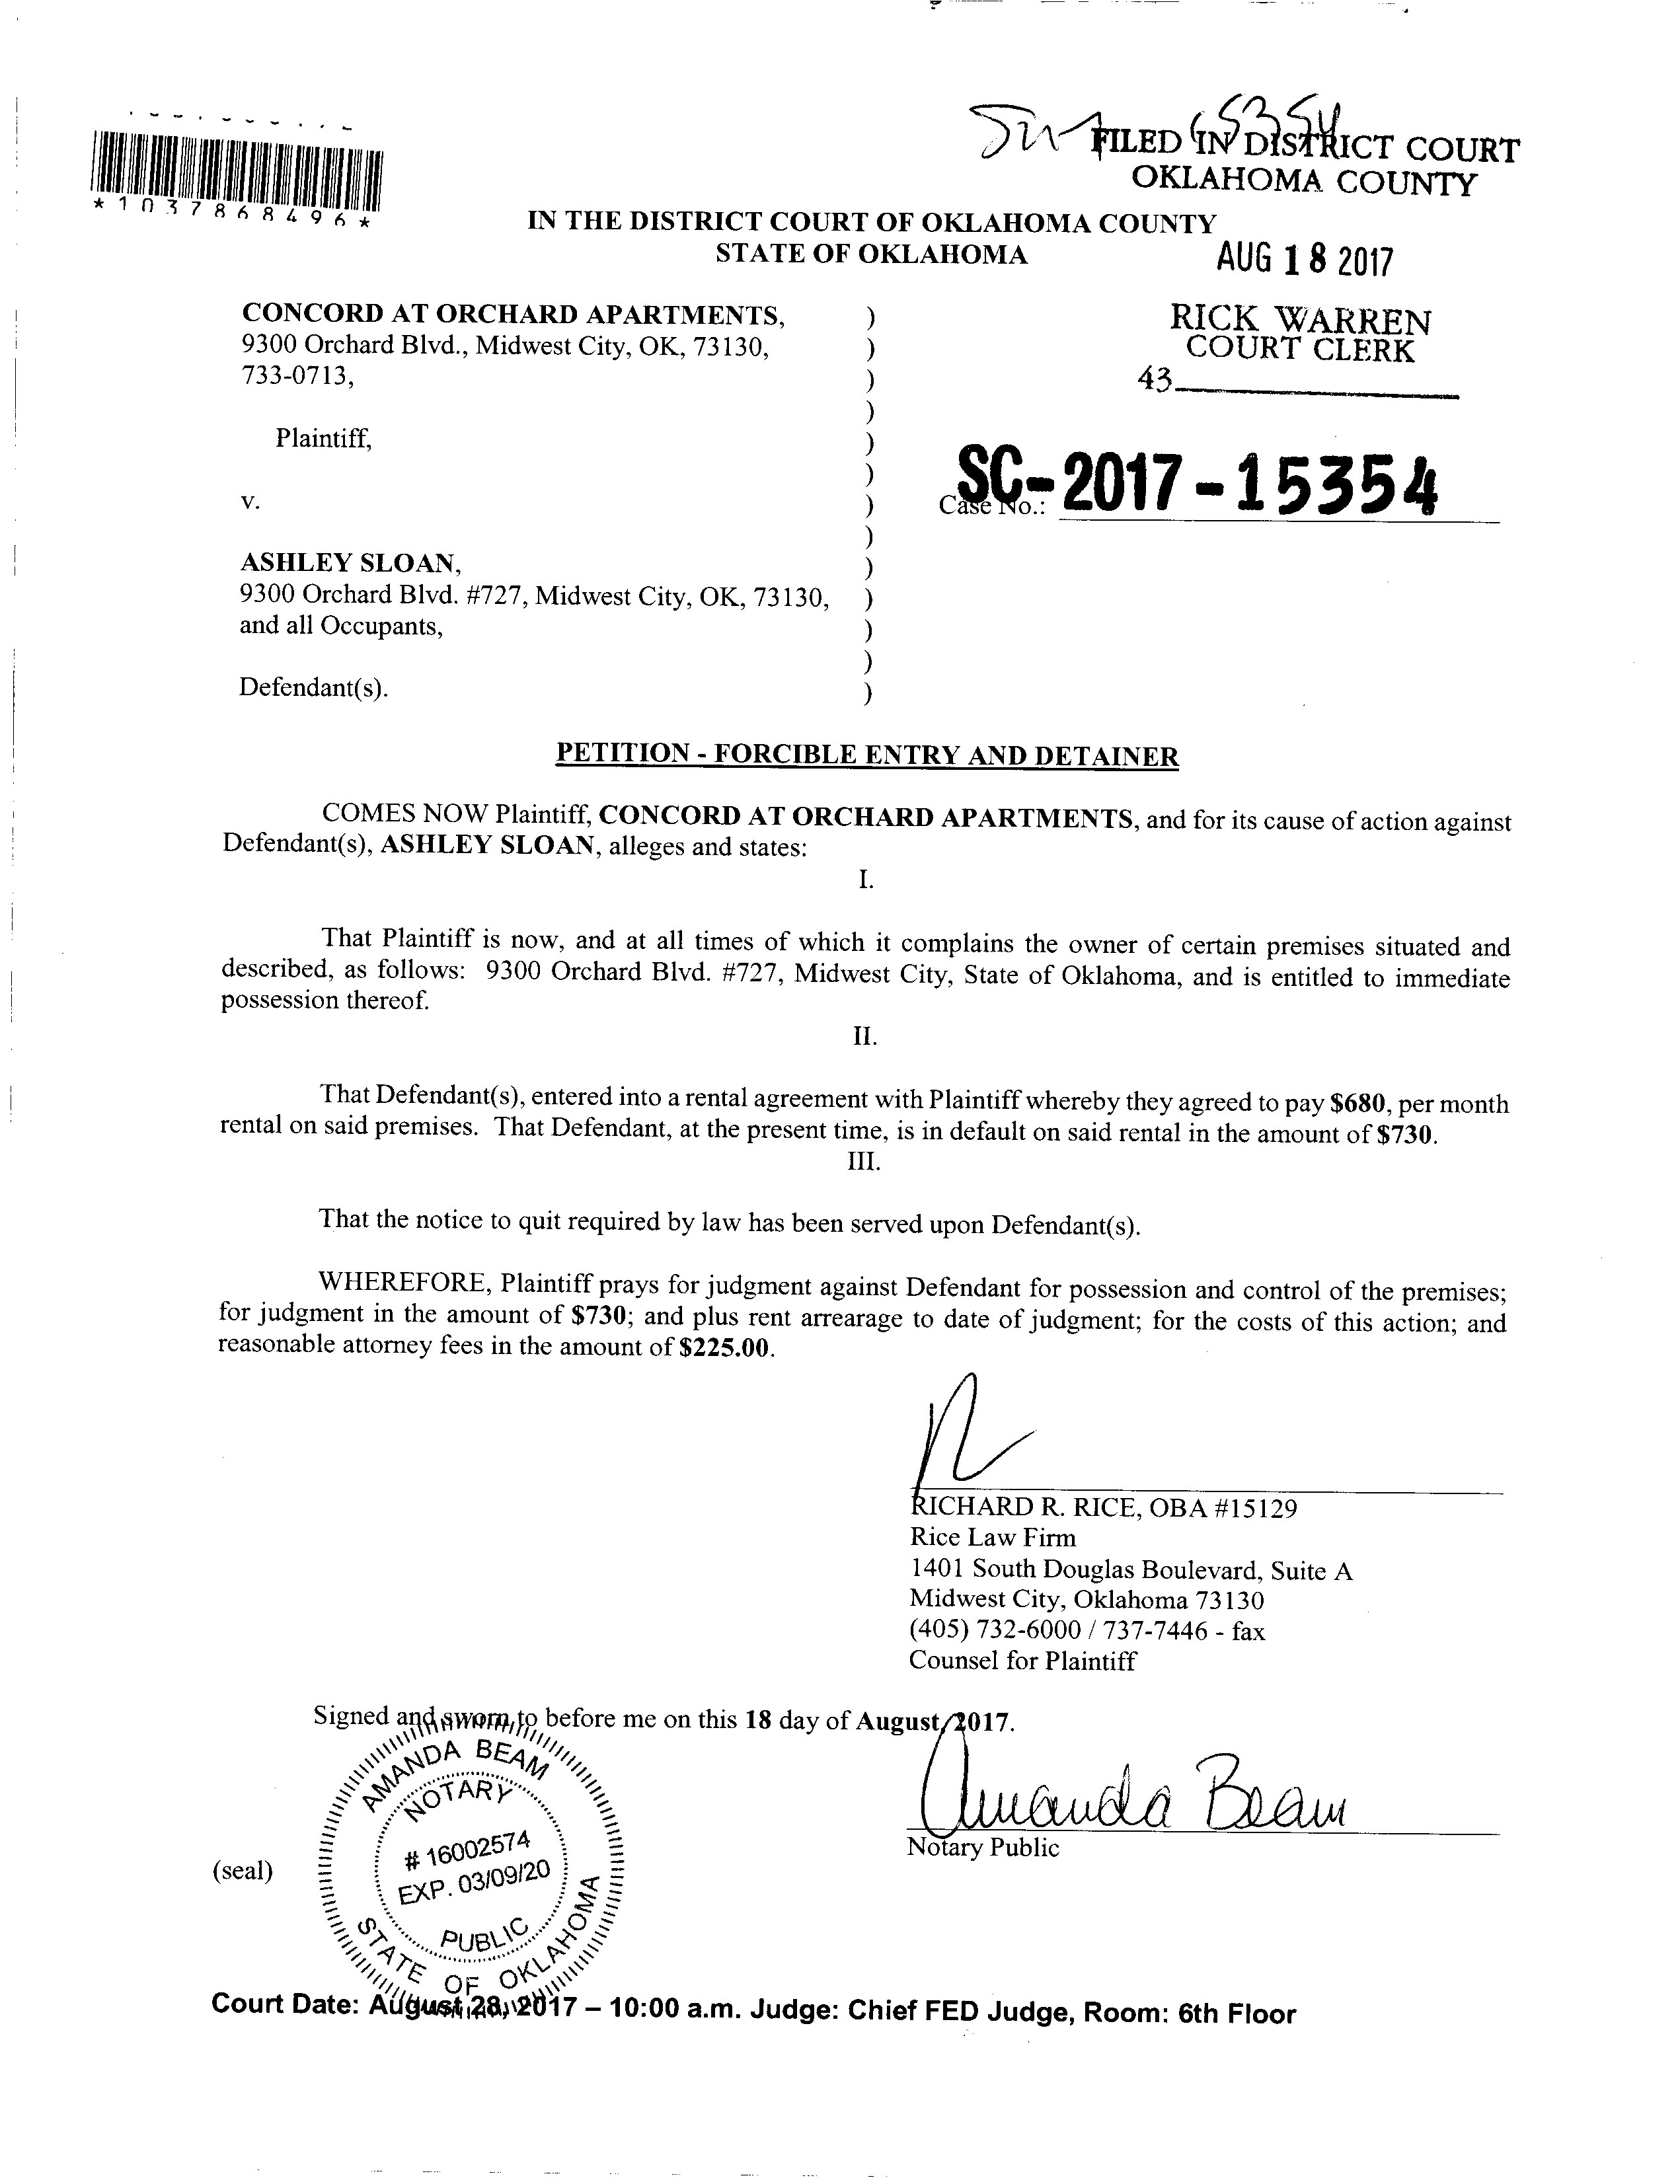 FILED IN DISTRICT COURT
OKLAHOMA COUNTY
*1037868496*
IN THE DISTRICT COURT OF OKLAHOMA COUNTY
STATE OF OKLAHOMA
AUG 18 2017
CONCORD AT ORCHARD APARTMENTS, )
9300 Orchard Blvd., Midwest City, OK, 73130, )
733-0713, )
)
Plaintiff, )
)
v. )
)
ASHLEY SLOAN, )
9300 Orchard Blvd. #727, Midwest City, OK, 73130, )
and all Occupants, )
)
Defendant(s). )
RICK WARREN
COURT CLERK
43
Case No.: SC-2017-15354
PETITION - FORCIBLE ENTRY AND DETAINER
COMES NOW Plaintiff, CONCORD AT ORCHARD APARTMENTS, and for its cause of action against
Defendant(s), ASHLEY SLOAN, alleges and states:
I.
That Plaintiff is now, and at all times of which it complains the owner of certain premises situated and
described, as follows: 9300 Orchard Blvd. #727, Midwest City, State of Oklahoma, and is entitled to immediate
possession thereof.
II.
That Defendant(s), entered into a rental agreement with Plaintiff whereby they agreed to pay $680, per month
rental on said premises. That Defendant, at the present time, is in default on said rental in the amount of $730.
III.
That the notice to quit required by law has been served upon Defendant(s).
WHEREFORE, Plaintiff prays for judgment against Defendant for possession and control of the premises;
for judgment in the amount of $730; and plus rent arrearage to date of judgment; for the costs of this action; and
reasonable attorney fees in the amount of $225.00.
RICHARD R. RICE, OBA #15129
Rice Law Firm
1401 South Douglas Boulevard, Suite A
Midwest City, Oklahoma 73130
(405) 732-6000 / 737-7446 - fax
Counsel for Plaintiff
Signed and sworn to before me on this 18 day of August, 2017.
Amanda Beam
Notary Public
(seal)
AMANDA BEAM
NOTARY
# 16002574
EXP. 03/09/20
PUBLIC
STATE OF OKLAHOMA
Court Date: August 28, 2017 – 10:00 a.m. Judge: Chief FED Judge, Room: 6th Floor